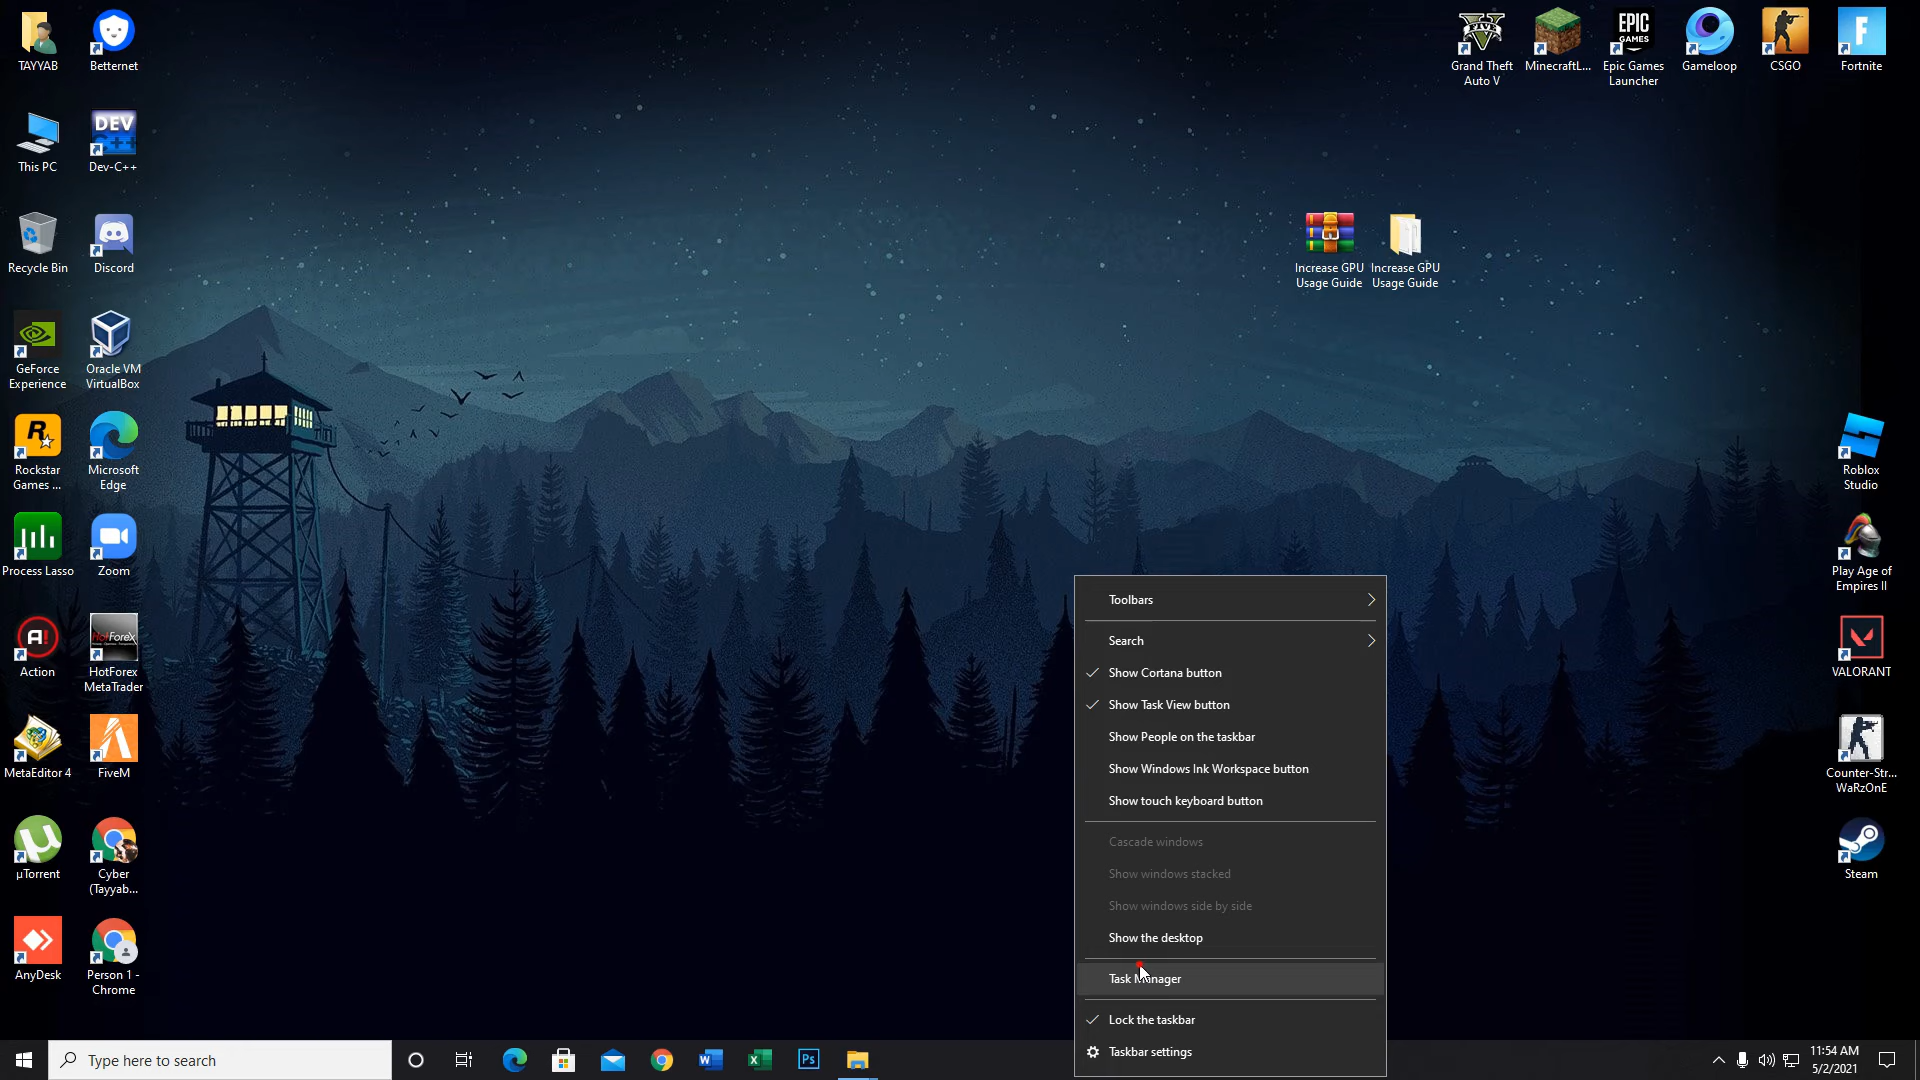 TAYYAB
Betternet
This PC
DEV
C++
Dev-C++
Recycle Bin
Discord
GeForce
Experience
Oracle VM
VirtualBox
R
Rockstar
Games ...
Microsoft
Edge
Process Lasso
Zoom
A!
Action
HotForex
HotForex
MetaTrader
MetaEditor 4
FiveM
µ
µTorrent
Cyber
(Tayyab...
AnyDesk
Person 1 -
Chrome
V
Grand Theft
Auto V
MinecraftL...
EPIC
GAMES
Epic Games
Launcher
Gameloop
CSGO
F
Fortnite
Increase GPU
Usage Guide
Increase GPU
Usage Guide
Roblox
Studio
Play Age of
Empires II
VALORANT
Counter-Str...
WaRzOnE
Steam
Toolbars
Search
Show Cortana button
Show Task View button
Show People on the taskbar
Show Windows Ink Workspace button
Show touch keyboard button
Cascade windows
Show windows stacked
Show windows side by side
Show the desktop
Task Manager
Lock the taskbar
Taskbar settings
Type here to search
W
X
Ps
11:54 AM
5/2/2021